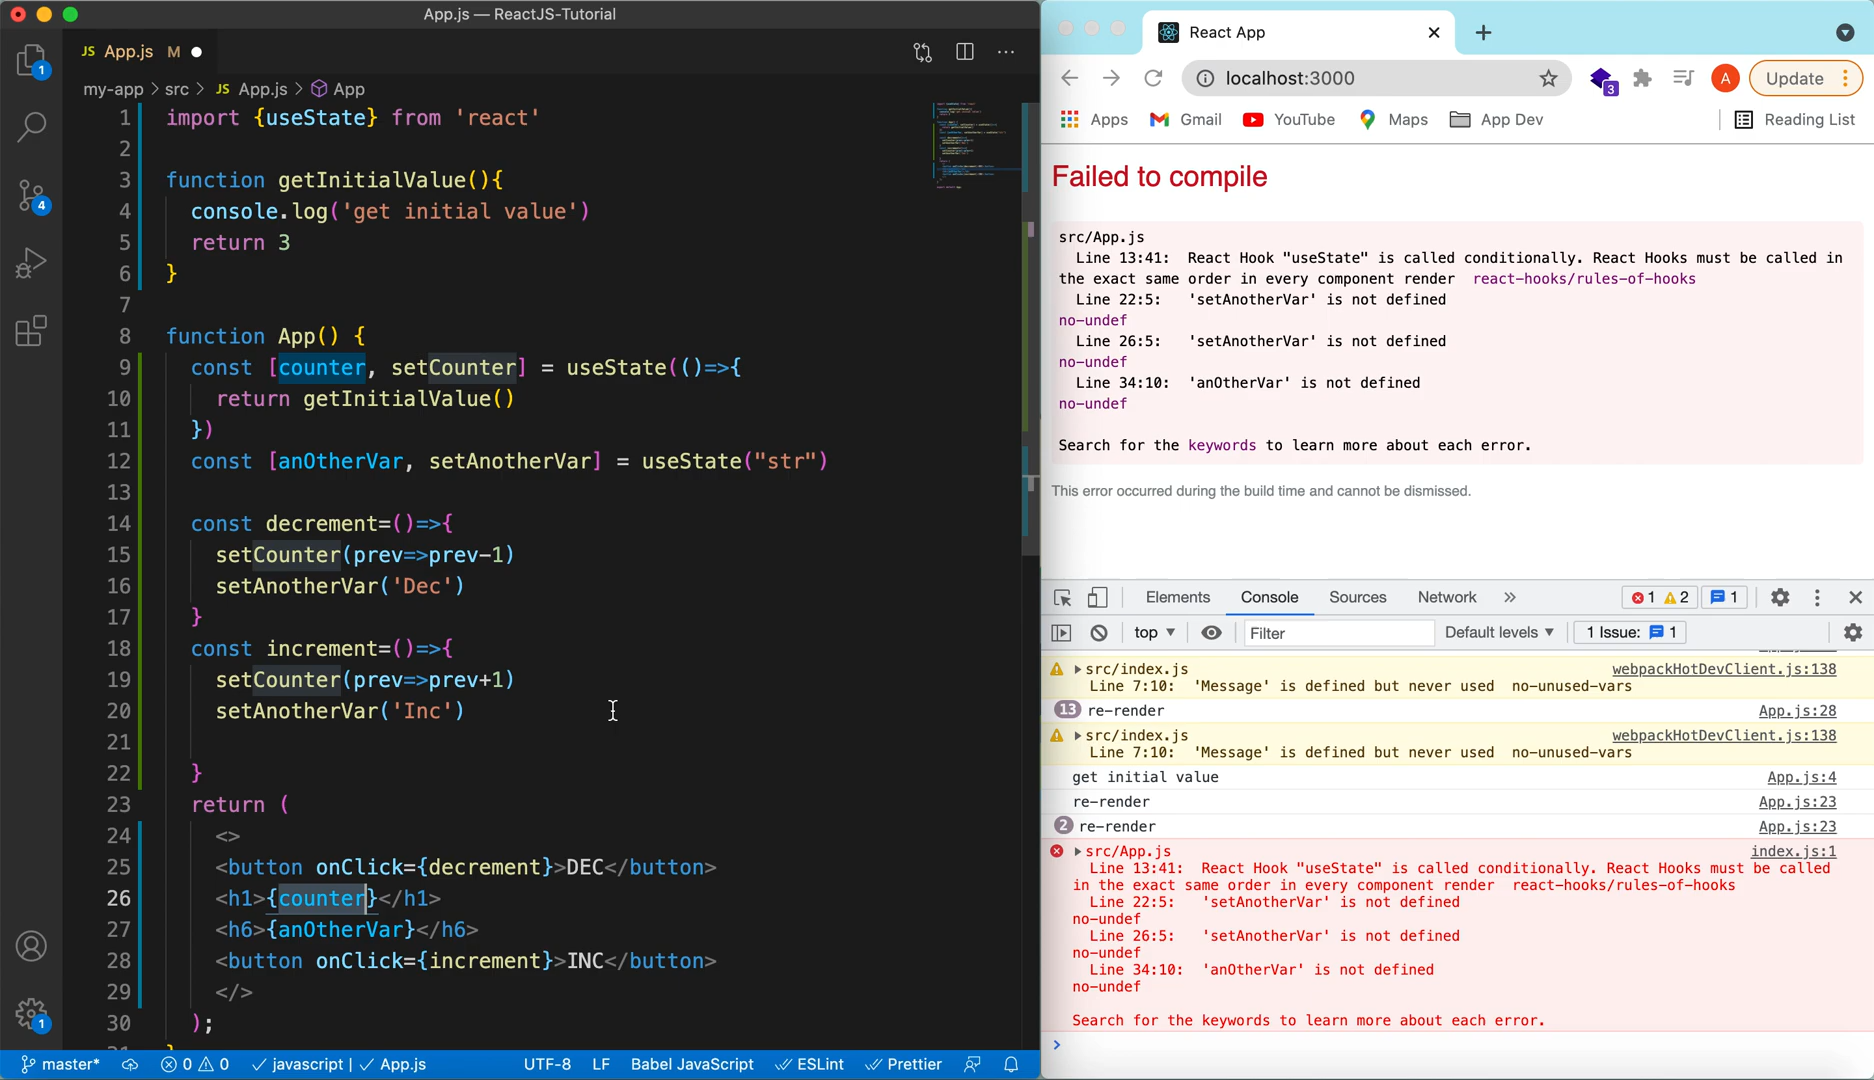 App.js — ReactJS-Tutorial
JS App.js M
my-app > src > JS App.js > App
1 import {useState} from 'react'
2
3 function getInitialValue(){
4 console.log('get initial value')
5 return 3
6 }
7
8 function App() {
9 const [counter, setCounter] = useState(()=>{
10 return getInitialValue()
11 })
12 const [anOtherVar, setAnotherVar] = useState("str")
13
14 const decrement=()=>{
15 setCounter(prev=>prev-1)
16 setAnotherVar('Dec')
17 }
18 const increment=()=>{
19 setCounter(prev=>prev+1)
20 setAnotherVar('Inc')
21
22 }
23 return (
24 <>
25 <button onClick={decrement}>DEC</button>
26 <h1>{counter}</h1>
27 <h6>{anOtherVar}</h6>
28 <button onClick={increment}>INC</button>
29 </>
30 );
1
4
1
master* 0 0 javascript | App.js UTF-8 LF Babel JavaScript ESLint Prettier
React App
localhost:3000
3
A
Update
Apps Gmail YouTube Maps App Dev Reading List
Failed to compile
src/App.js
Line 13:41: React Hook "useState" is called conditionally. React Hooks must be called in
the exact same order in every component render react-hooks/rules-of-hooks
Line 22:5: 'setAnotherVar' is not defined
no-undef
Line 26:5: 'setAnotherVar' is not defined
no-undef
Line 34:10: 'anOtherVar' is not defined
no-undef
Search for the keywords to learn more about each error.
This error occurred during the build time and cannot be dismissed.
Elements Console Sources Network » 1 2 1
top Filter Default levels 1 Issue: 1
src/index.js webpackHotDevClient.js:138
Line 7:10: 'Message' is defined but never used no-unused-vars
13 re-render App.js:28
src/index.js webpackHotDevClient.js:138
Line 7:10: 'Message' is defined but never used no-unused-vars
get initial value App.js:4
re-render App.js:23
2 re-render App.js:23
src/App.js index.js:1
Line 13:41: React Hook "useState" is called conditionally. React Hooks must be called
in the exact same order in every component render react-hooks/rules-of-hooks
Line 22:5: 'setAnotherVar' is not defined
no-undef
Line 26:5: 'setAnotherVar' is not defined
no-undef
Line 34:10: 'anOtherVar' is not defined
no-undef
Search for the keywords to learn more about each error.